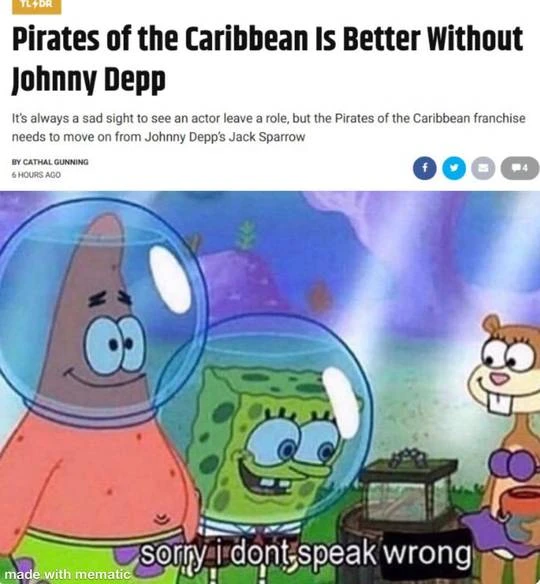 TL⚡DR
Pirates of the Caribbean Is Better Without
Johnny Depp
It's always a sad sight to see an actor leave a role, but the Pirates of the Caribbean franchise
needs to move on from Johnny Depp's Jack Sparrow
BY CATHAL GUNNING
6 HOURS AGO
f
4
sorry i dont speak wrong
made with mematic